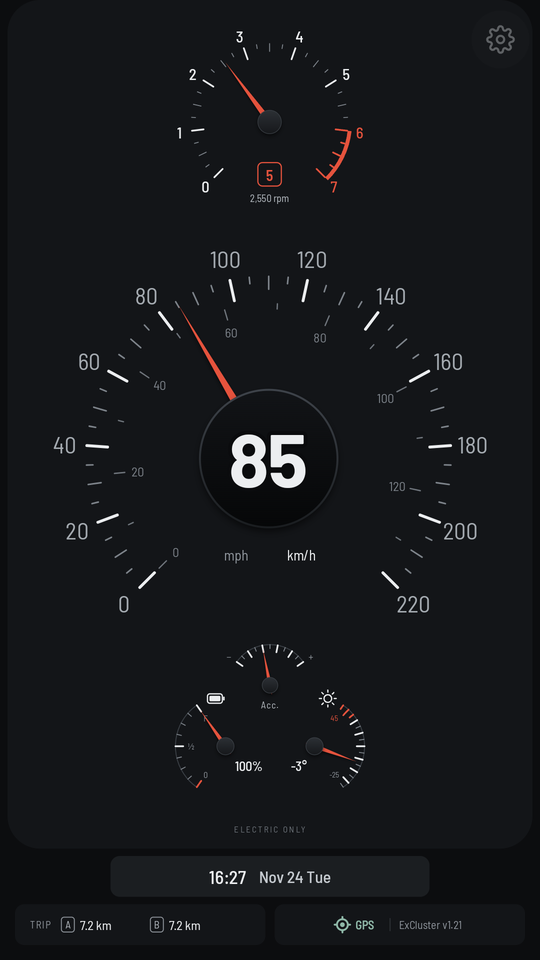 3 4
2 5
1 6
0 7
5
2,550 rpm
100 120
80 140
60 80
60 160
40 100
40 180
20 120
20 200
0
0 220
85
mph km/h
- +
Acc.
F 45
½
0 -25
100% -3°
ELECTRIC ONLY
16:27 Nov 24 Tue
TRIP A 7.2 km B 7.2 km
GPS ExCluster v1.21